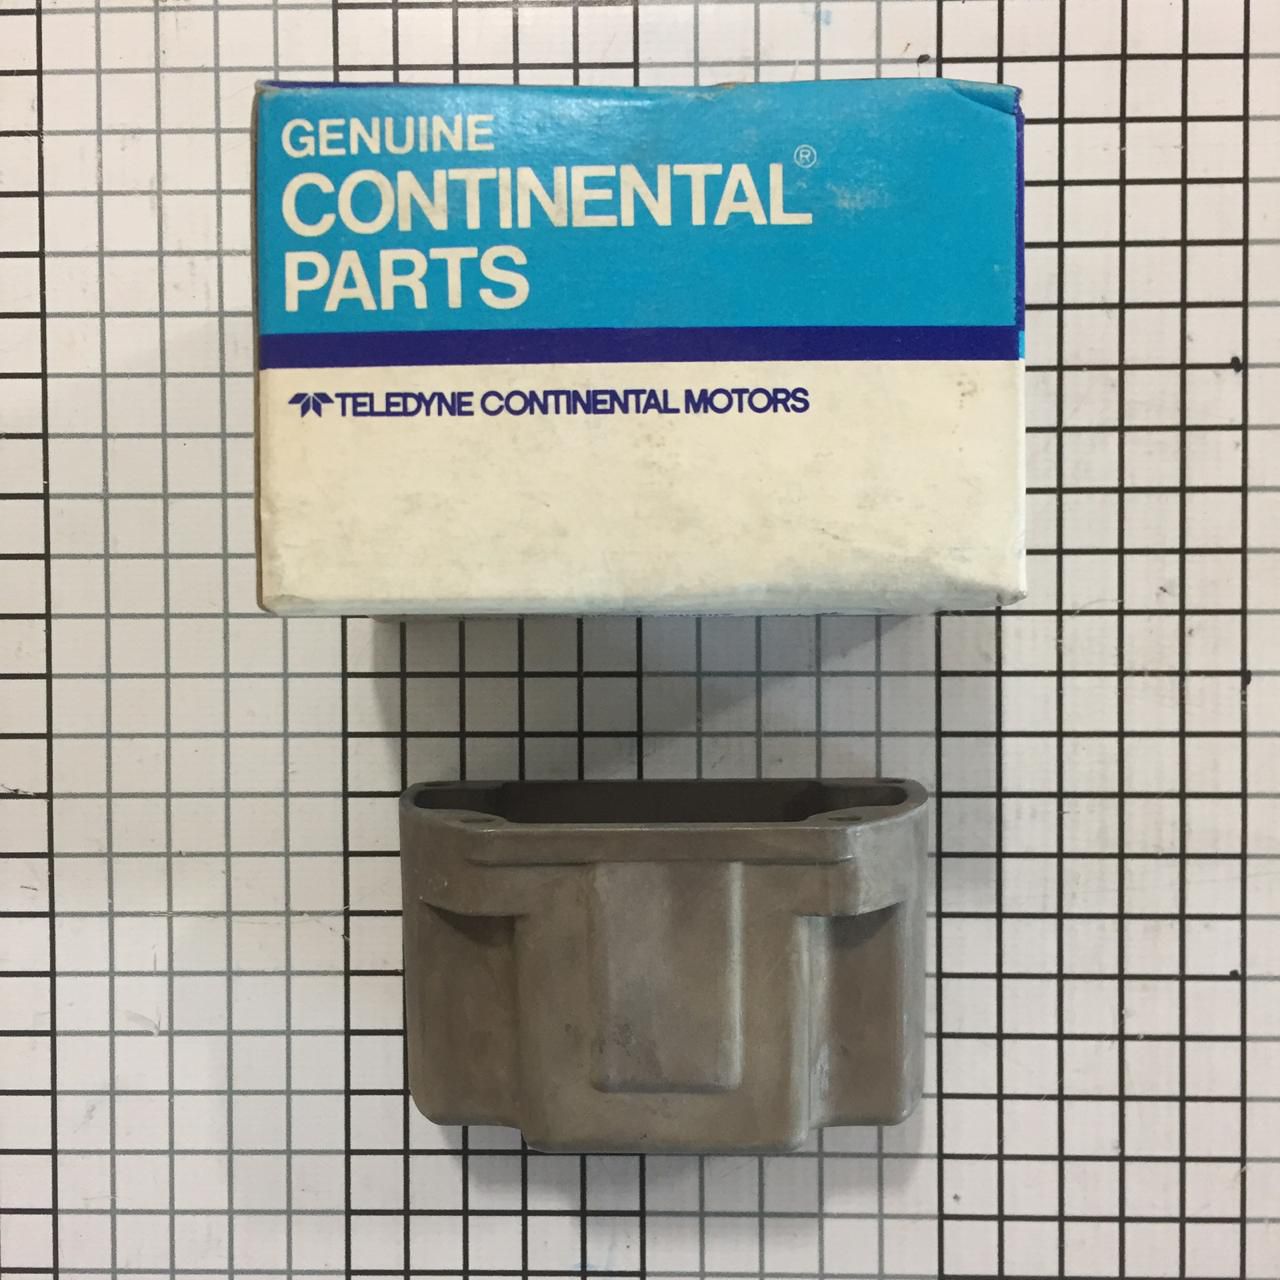 GENUINE
CONTINENTAL®
PARTS
TELEDYNE CONTINENTAL MOTORS